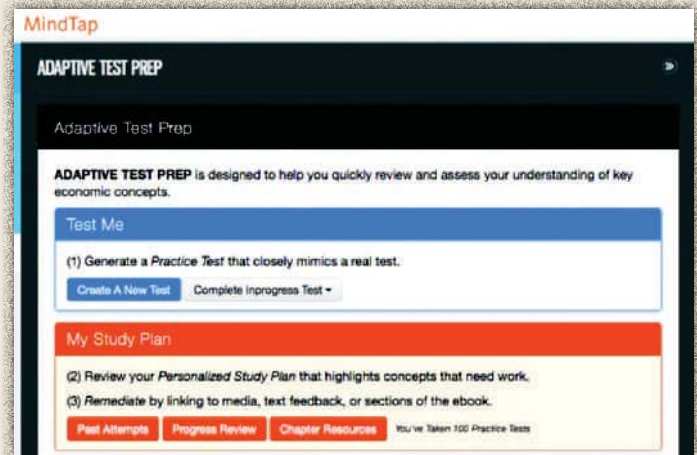 MindTap
ADAPTIVE TEST PREP
Adaptive Test Prep
ADAPTIVE TEST PREP is designed to help you quickly review and assess your understanding of key
economic concepts.
Test Me
(1) Generate a Practice Test that closely mimics a real test.
Create A New Test Complete Inprogress Test
My Study Plan
(2) Review your Personalized Study Plan that highlights concepts that need work.
(3) Remediate by linking to media, text feedback, or sections of the ebook.
Past Attempts Progress Review Chapter Resources You've Taken 100 Practice Tests